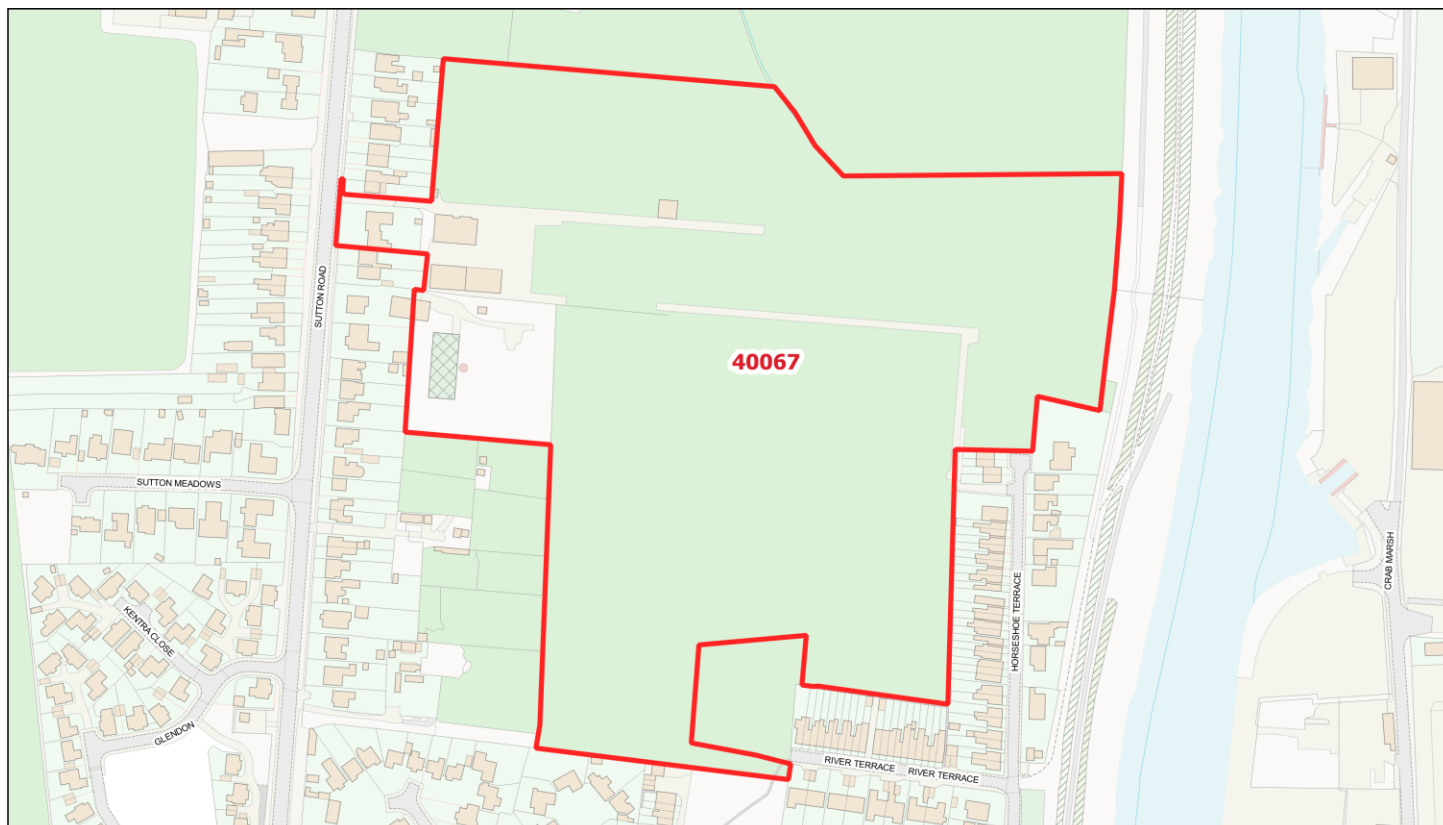 SUTTON ROAD
40067
SUTTON MEADOWS
KENTRA CLOSE
GLENDON
HORSESHOE TERRACE
RIVER TERRACE
RIVER TERRACE
CRAB MARSH